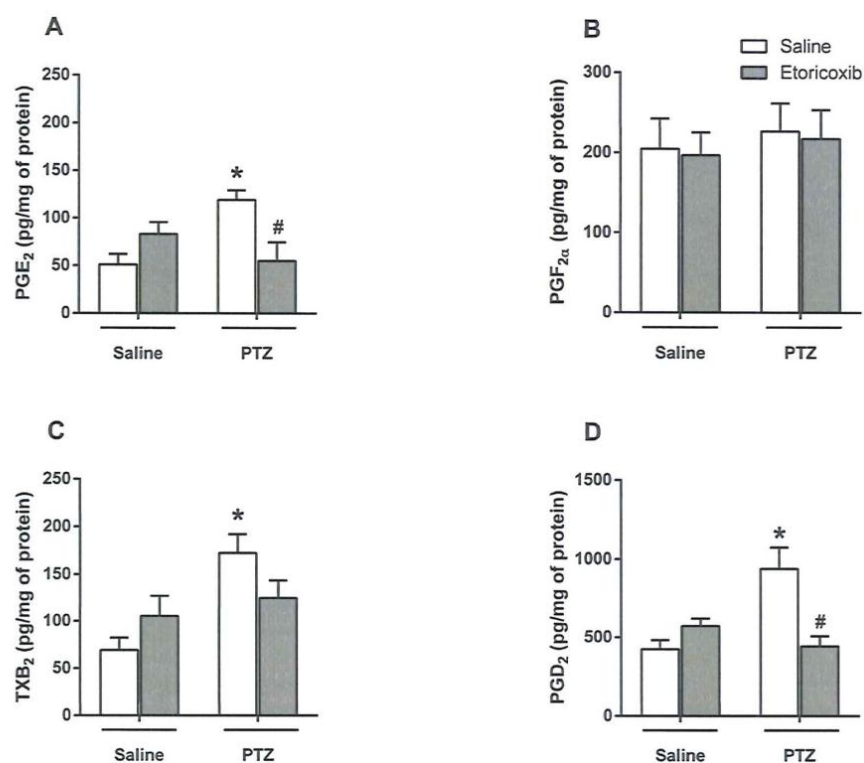 A
PGE2 (pg/mg of protein)
250
200
150
100
50
0
*
#
Saline
PTZ
B
Saline
Etoricoxib
PGF2α (pg/mg of protein)
300
200
100
0
Saline
PTZ
C
TXB2 (pg/mg of protein)
250
200
150
100
50
0
*
Saline
PTZ
D
PGD2 (pg/mg of protein)
1500
1000
500
0
*
#
Saline
PTZ